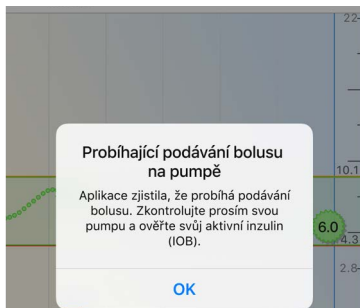 22
Probíhající podávání bolusu
na pumpě
10.1
Aplikace zjistila, že probíhá podávání
bolusu. Zkontrolujte prosím svou
pumpu a ověřte svůj aktivní inzulin
(IOB).
6.0
4.3
2.8
OK